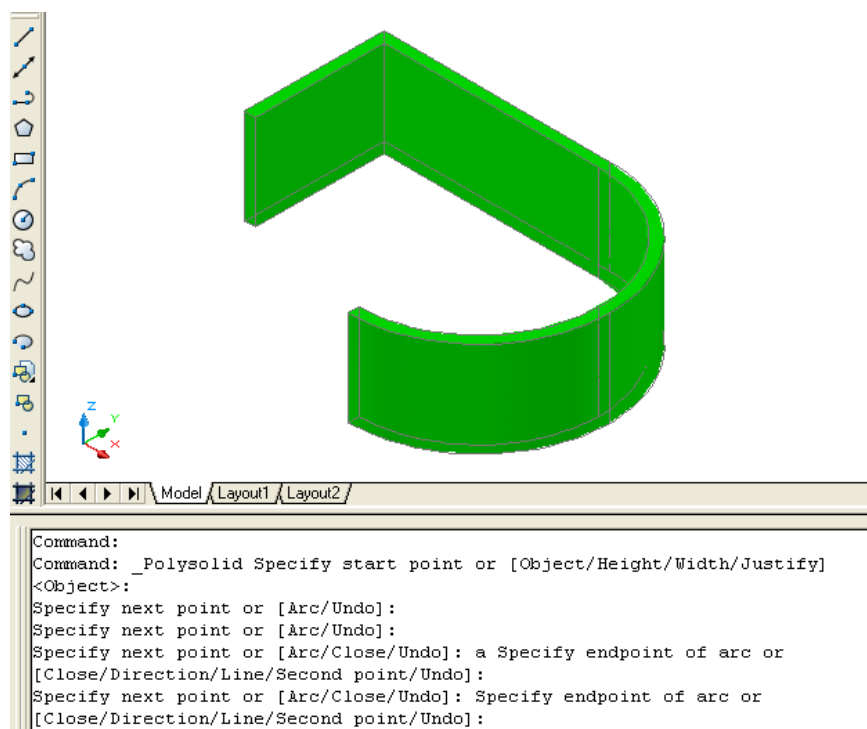 Z
Y
X
Model Layout1 Layout2
Command:
Command: _Polysolid Specify start point or [Object/Height/Width/Justify]
<Object>:
Specify next point or [Arc/Undo]:
Specify next point or [Arc/Undo]:
Specify next point or [Arc/Close/Undo]: a Specify endpoint of arc or
[Close/Direction/Line/Second point/Undo]:
Specify next point or [Arc/Close/Undo]: Specify endpoint of arc or
[Close/Direction/Line/Second point/Undo]: